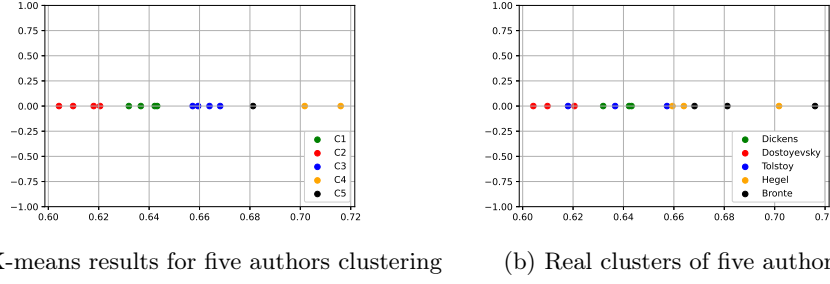 1.00
0.75
0.50
0.25
0.00
−0.25
−0.50
−0.75
−1.00
0.60 0.62 0.64 0.66 0.68 0.70 0.72
C1
C2
C3
C4
C5
1.00
0.75
0.50
0.25
0.00
−0.25
−0.50
−0.75
−1.00
0.60 0.62 0.64 0.66 0.68 0.70 0.7
Dickens
Dostoyevsky
Tolstoy
Hegel
Bronte
K-means results for five authors clustering
(b) Real clusters of five author